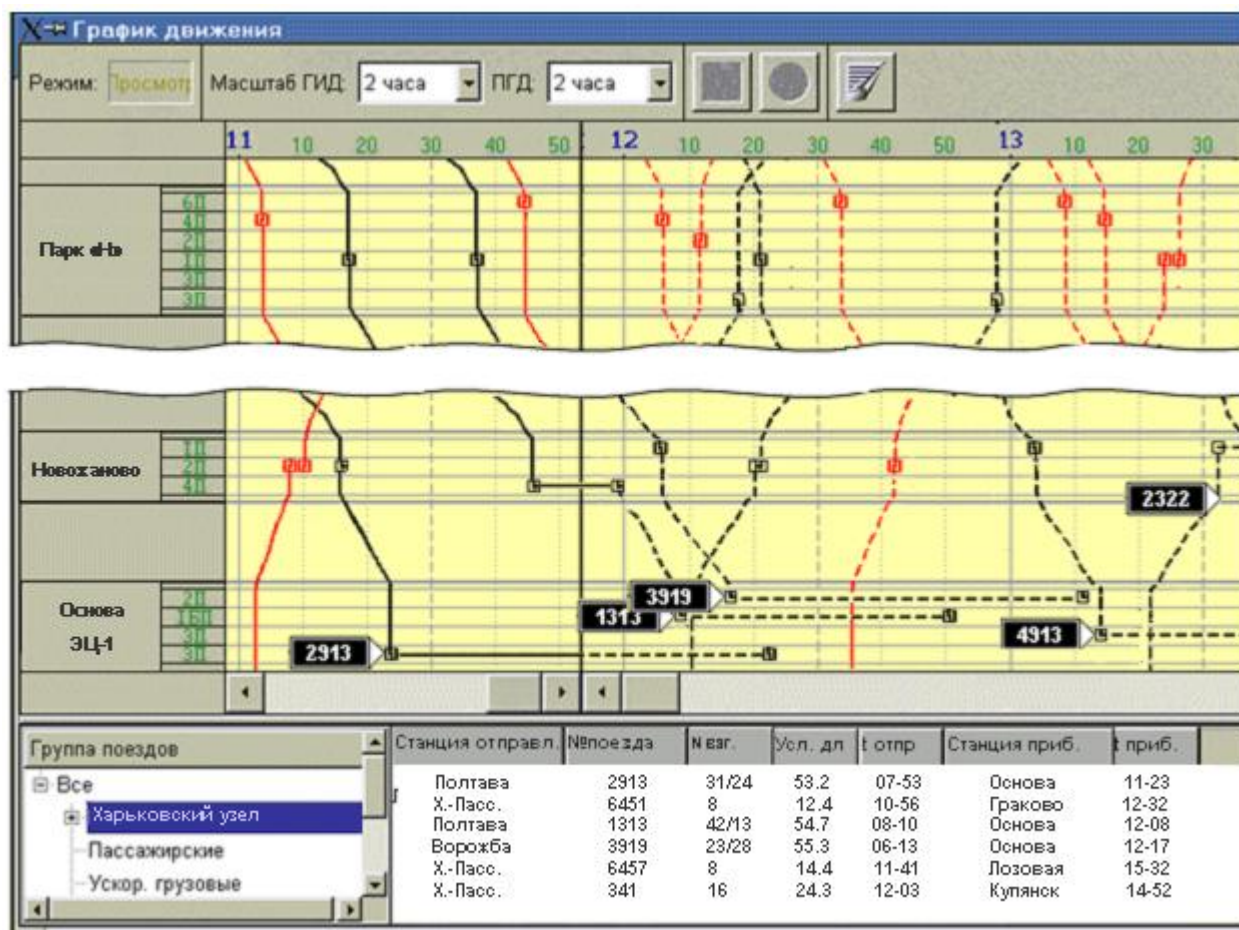 График движения
Режим: Просмотр Масштаб ГИД: 2 часа ПГД: 2 часа
11 10 20 30 40 50 12 10 20 30 40 50 13 10 20 30
6П
4П
2П
Парк «Н» 1П
3П
3П
1П
Новожаново 2П
4П
2322
2П 3919
Основа 1БП 1313
ЭЦ-1 3П 4913
3П 2913
Группа поездов
Все
Харьковский узел
Пассажирские
Ускор. грузовые
Станция отправл. №поезда N ваг. Усл. дл t отпр Станция приб. t приб.
Полтава 2913 31/24 53.2 07-53 Основа 11-23
Х.-Пасс. 6451 8 12.4 10-56 Граково 12-32
Полтава 1313 42/13 54.7 08-10 Основа 12-08
Ворожба 3919 23/28 55.3 06-13 Основа 12-17
Х.-Пасс. 6457 8 14.4 11-41 Лозовая 15-32
Х.-Пасс. 341 16 24.3 12-03 Купянск 14-52